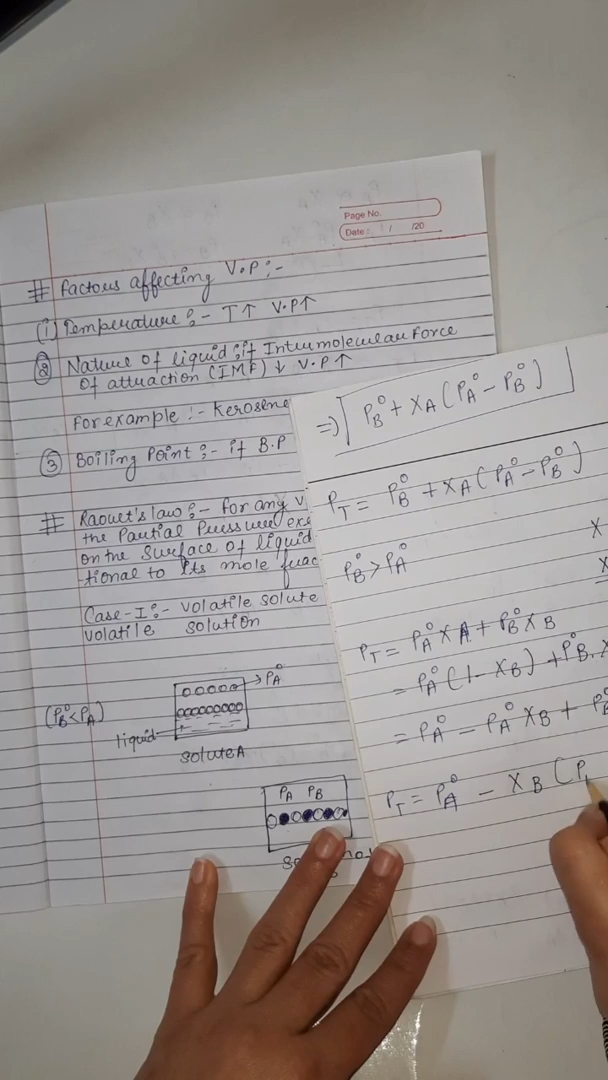 Page No.
Date: / /20
# Factors affecting V.P :-
(1) Temperature :- T↑ V.P↑
(2) Nature of liquid :- if Intermolecular force
Of attraction (IMF) ↓ V.P ↑
For example :- Kerosene
(3) Boiling Point :- if B.P
# Raoult's law :- for any v
the Partial Pressure exe
on the surface of liquid
tional to its mole frac
Case-I :- volatile solute
volatile solution
(P°B < P°A)
→ P°A
liquid
Solute A
PA PB
⇒ P°B + XA (P°A - P°B)
PT = P°B + XA (P°A - P°B)
P°B > P°A
X
X
PT = P°A XA + P°B XB
= P°A (1 - XB) + P°B X
= P°A - P°A XB + P°B
PT = P°A - XB (P